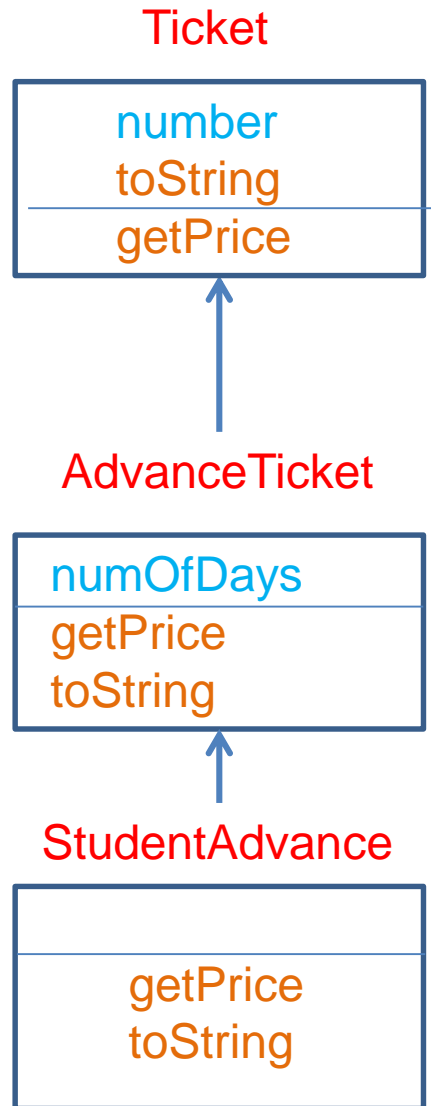 Ticket
number
toString
getPrice
AdvanceTicket
numOfDays
getPrice
toString
StudentAdvance
getPrice
toString